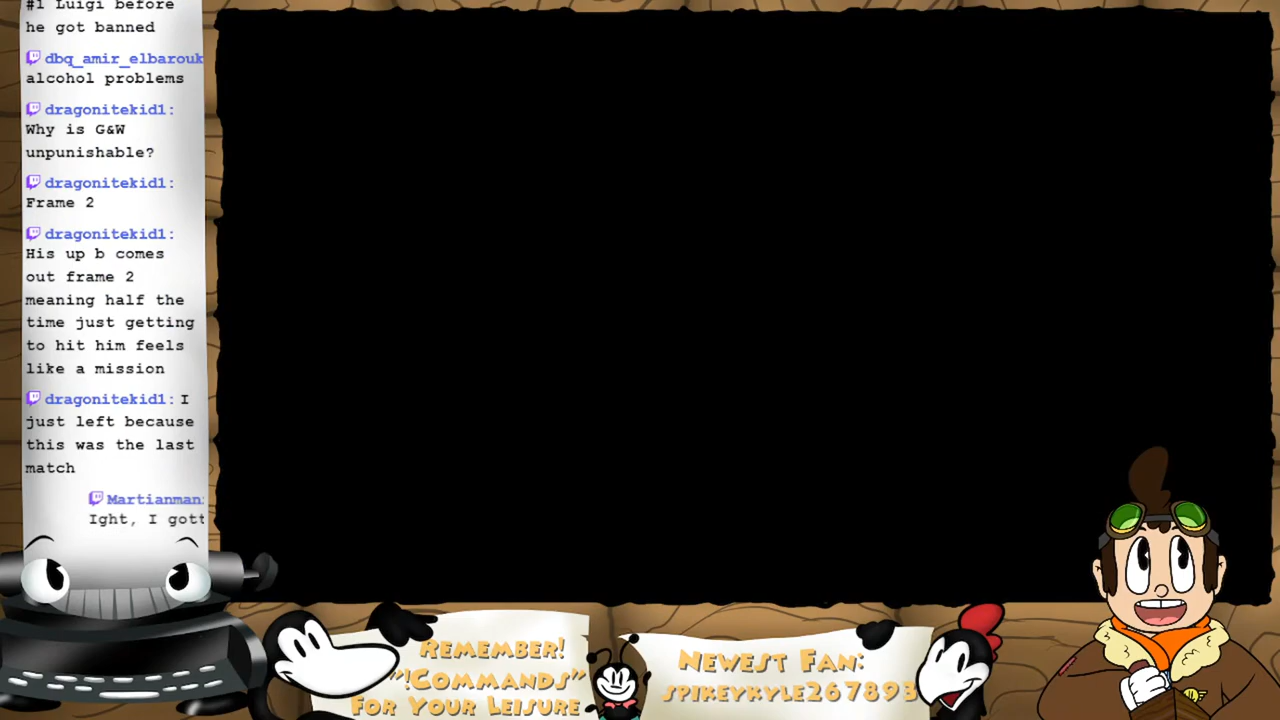 #1 Luigi before
he got banned
dbq_amir_elbarouk
alcohol problems
dragonitekid1:
Why is G&W
unpunishable?
dragonitekid1:
Frame 2
dragonitekid1:
His up b comes
out frame 2
meaning half the
time just getting
to hit him feels
like a mission
dragonitekid1: I
just left because
this was the last
match
Martianman:
Ight, I gott
Remember!
"!Commands"
For Your Leisure
Newest Fan:
spikeykyle267893